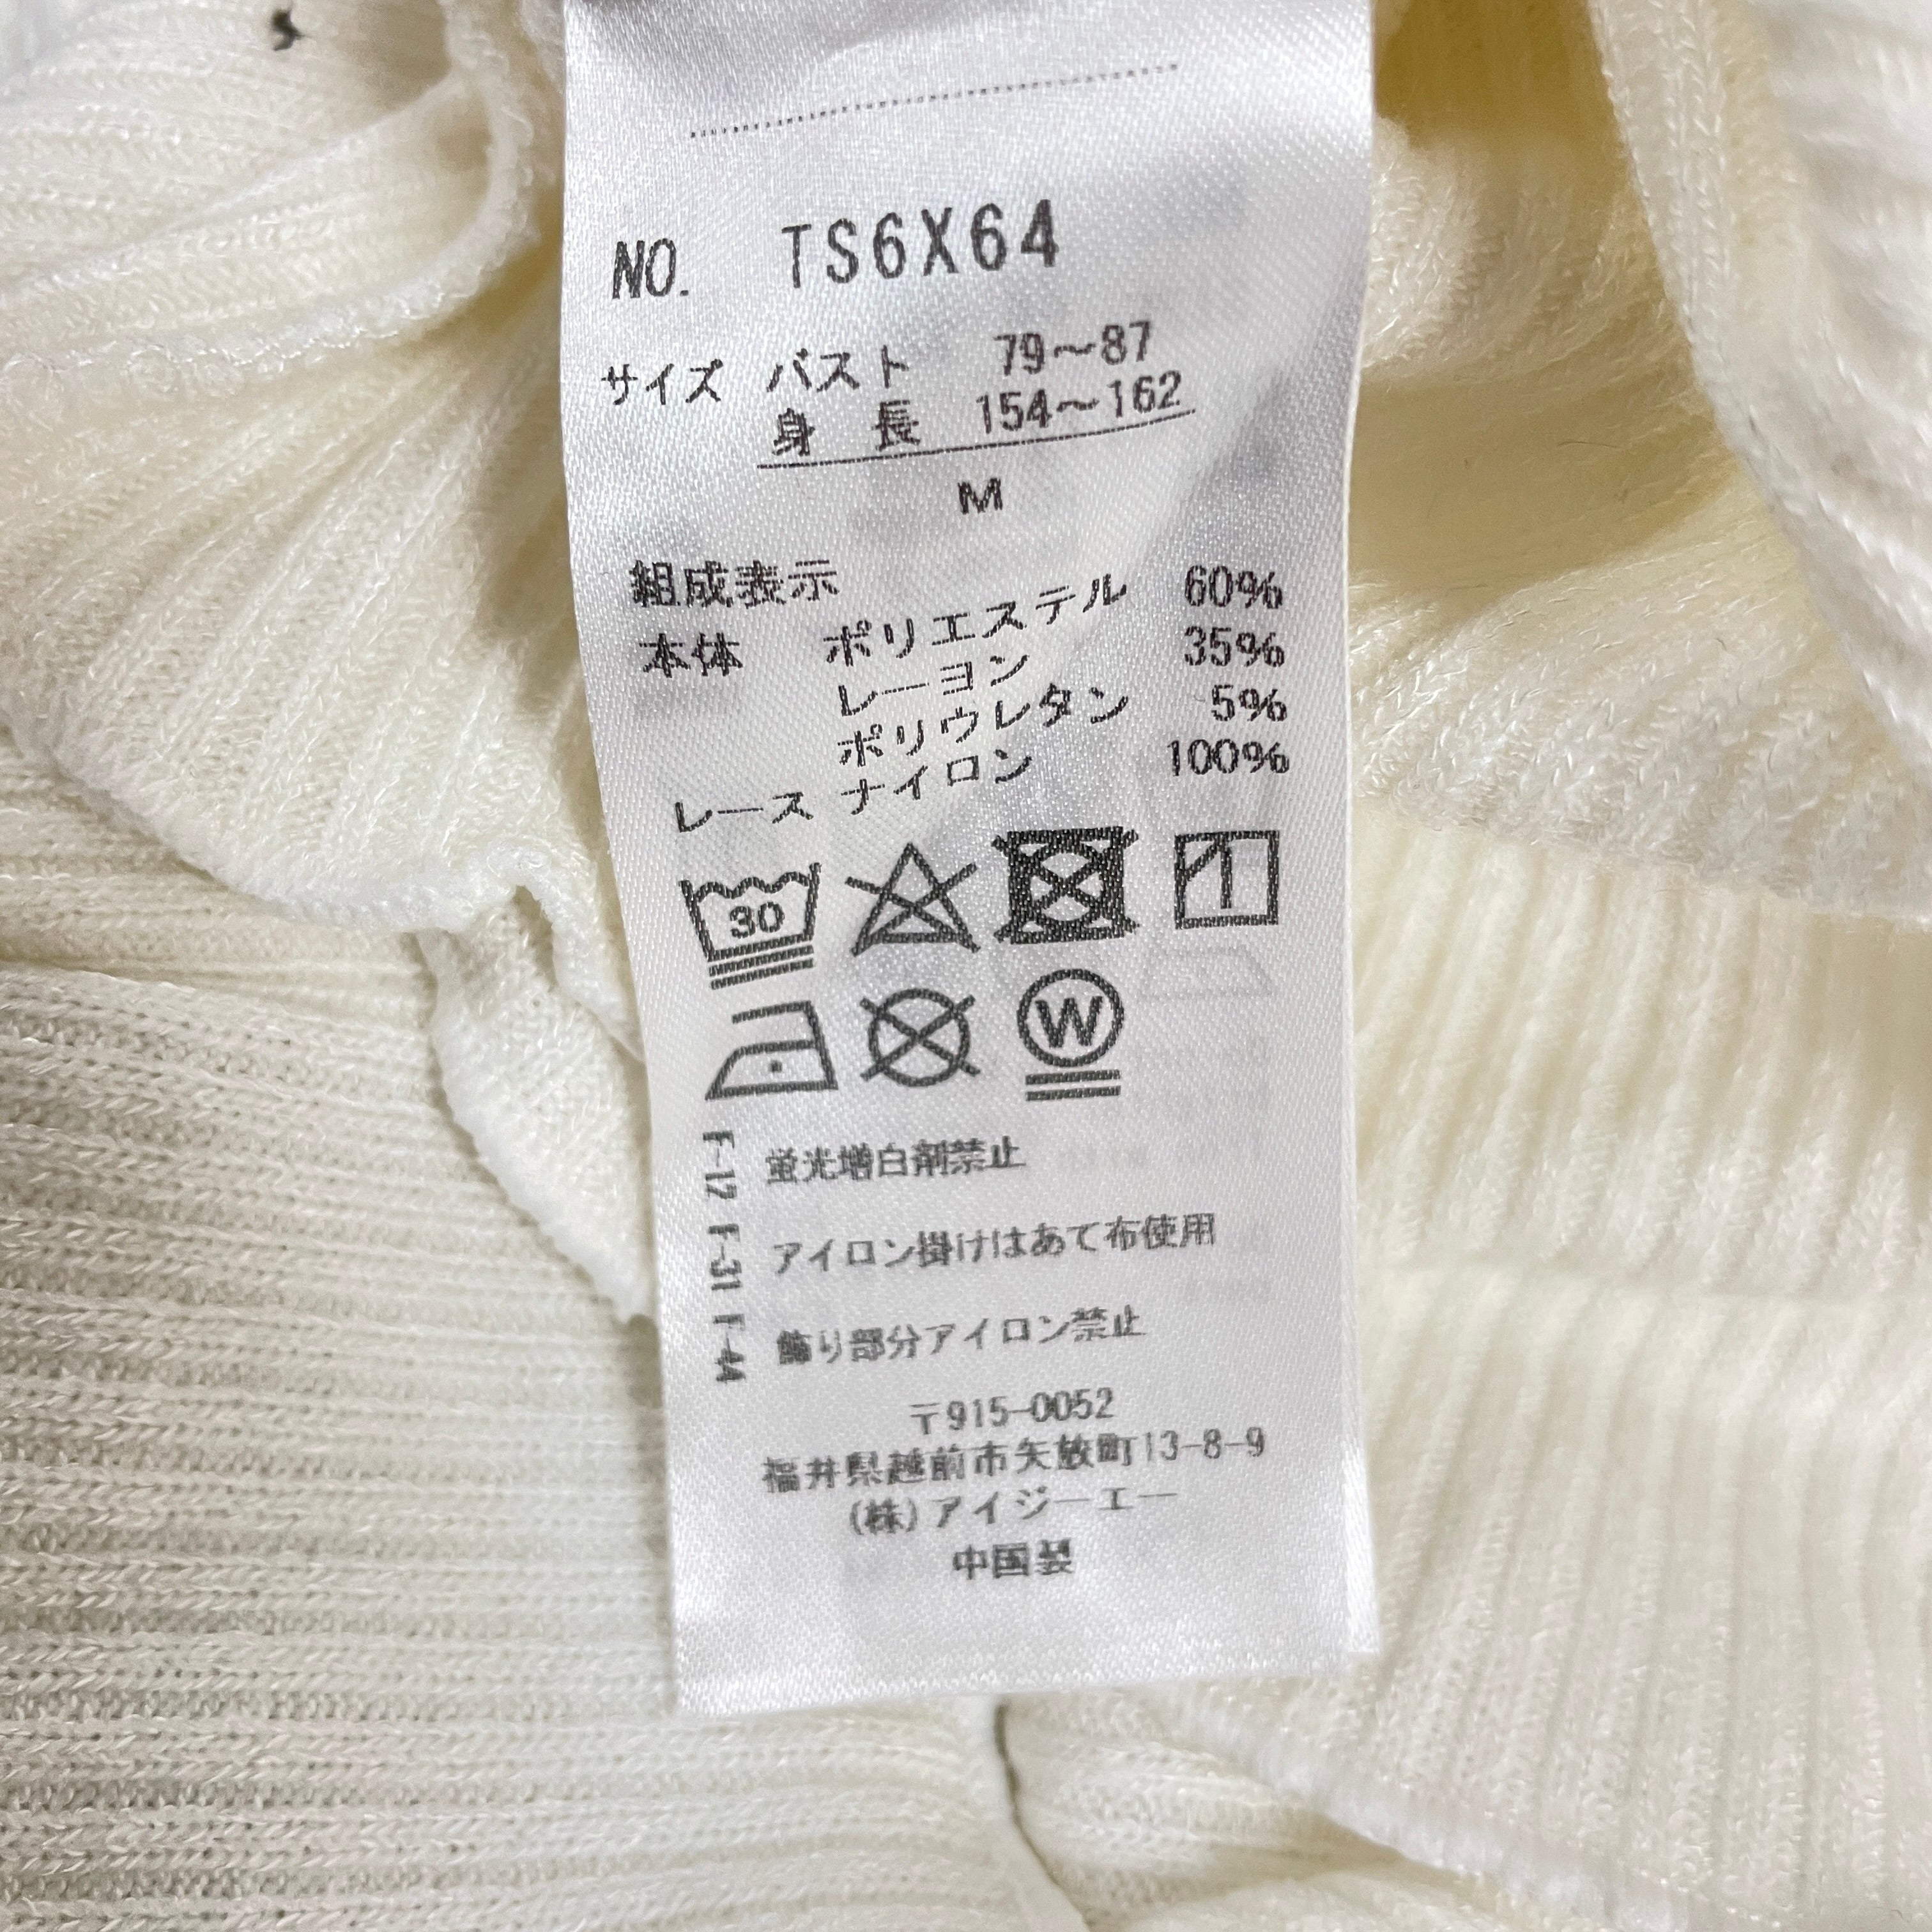 NO. TS6X64
サイズ バスト 79〜87
身 長 154〜162
M
組成表示
本体 ポリエステル 60%
レーヨン 35%
ポリウレタン 5%
レース ナイロン 100%
30
W
F-12 F-31 F-44
蛍光増白剤禁止
アイロン掛けはあて布使用
飾り部分アイロン禁止
〒915-0052
福井県越前市矢放町13-8-9
(株)アイジーエー
中国製